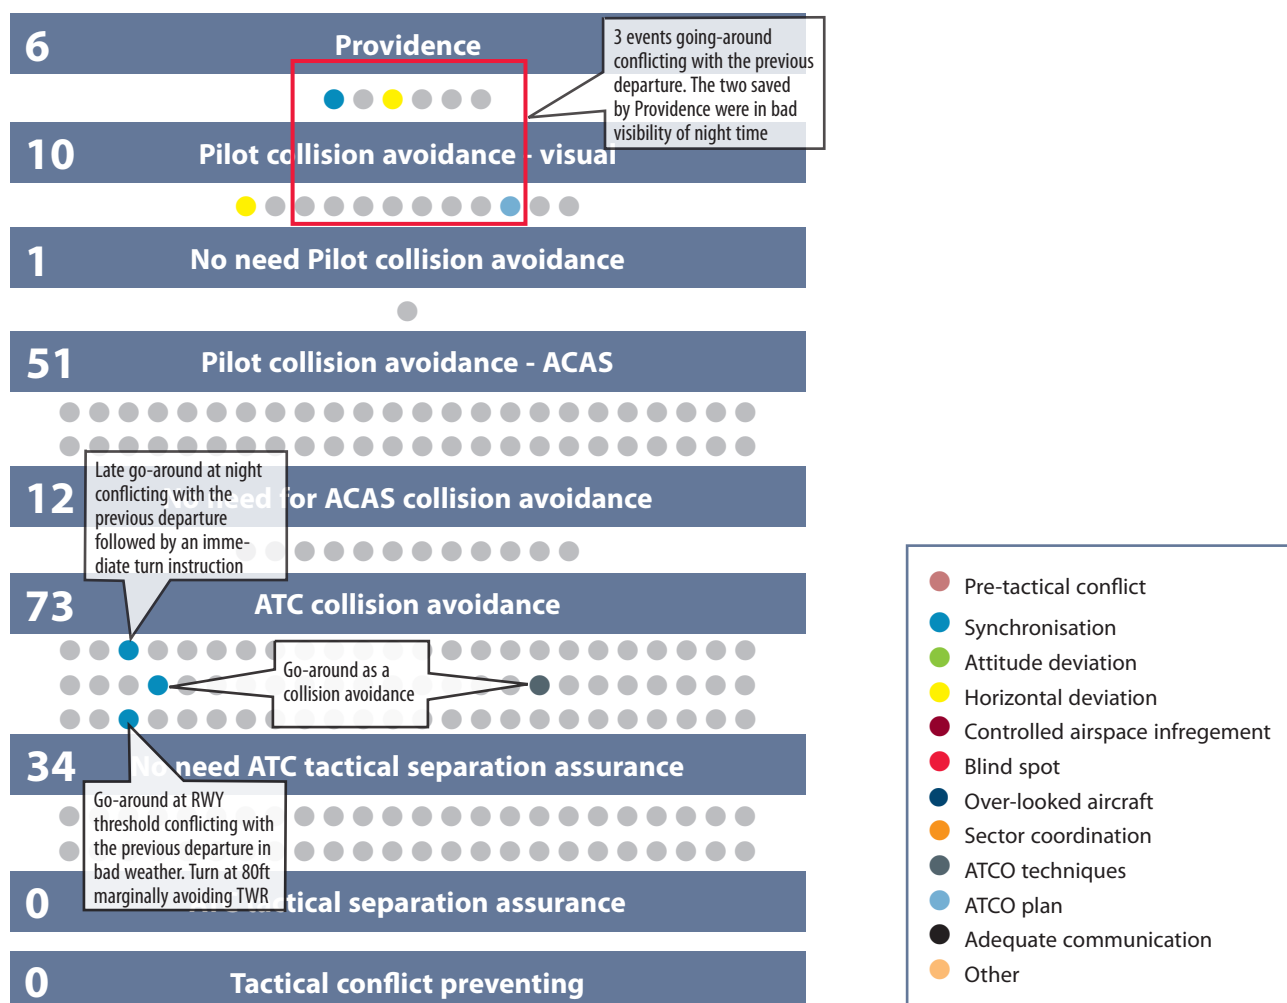 6 Providence
3 events going-around
conflicting with the previous
departure. The two saved
by Providence were in bad
visibility of night time
10 Pilot collision avoidance - visual
1 No need Pilot collision avoidance
51 Pilot collision avoidance - ACAS
Late go-around at night
conflicting with the
previous departure
followed by an imme-
diate turn instruction
12 No need for ACAS collision avoidance
73 ATC collision avoidance
Go-around as a
collision avoidance
34 No need ATC tactical separation assurance
Go-around at RWY
threshold conflicting with
the previous departure in
bad weather. Turn at 80ft
marginally avoiding TWR
0 ATC tactical separation assurance
0 Tactical conflict preventing
Pre-tactical conflict
Synchronisation
Attitude deviation
Horizontal deviation
Controlled airspace infregement
Blind spot
Over-looked aircraft
Sector coordination
ATCO techniques
ATCO plan
Adequate communication
Other